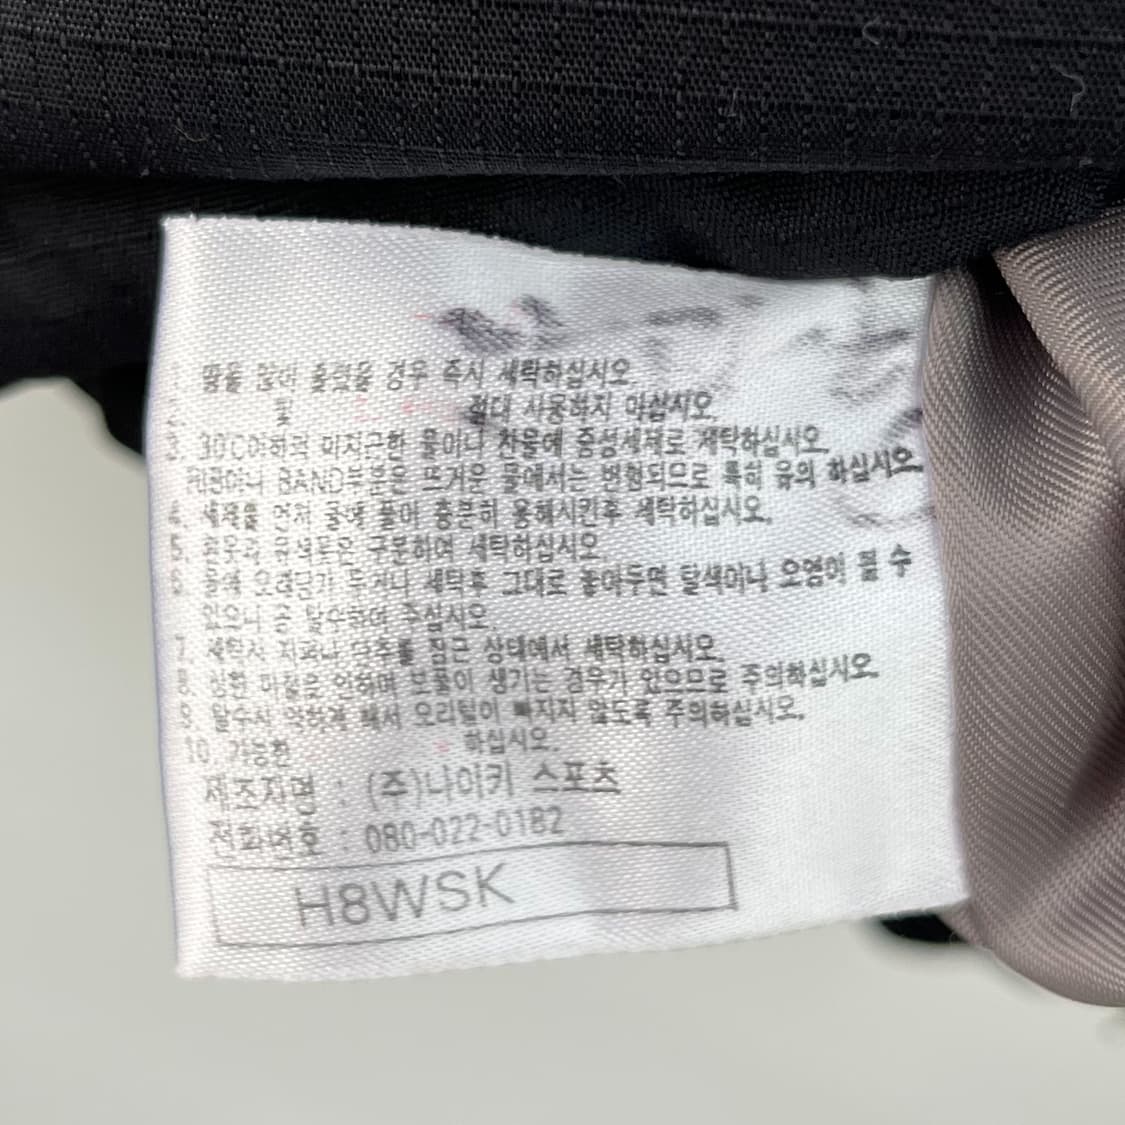 1. 땀을 많이 흘렸을 경우 즉시 세탁하십시오.
2. 및 절대 사용하지 마십시오.
3. 30℃이하의 미지근한 물이나 찬물에 중성세제로 세탁하십시오.
BAND부분은 뜨거운 물에서는 변형되므로 특히 유의 하십시오
4. 세제를 먼저 물에 풀어 충분히 용해시킨후 세탁하십시오.
5. 흰옷과 유색옷은 구분하여 세탁하십시오.
6. 물에 오래담가 두거나 세탁후 그대로 놓아두면 탈색이나 오염이 될 수
있으니 곧 탈수하여 주십시오.
7. 세탁시 지퍼나 단추를 잠근 상태에서 세탁하십시오.
8. 심한 마찰로 인하여 보풀이 생기는 경우가 있으므로 주의하십시오.
9. 탈수시 약하게 해서 오리털이 빠지지 않도록 주의하십시오.
10. 가능한 하십시오.
제조자명 : (주)나이키 스포츠
전화번호 : 080-022-0182
H8WSK